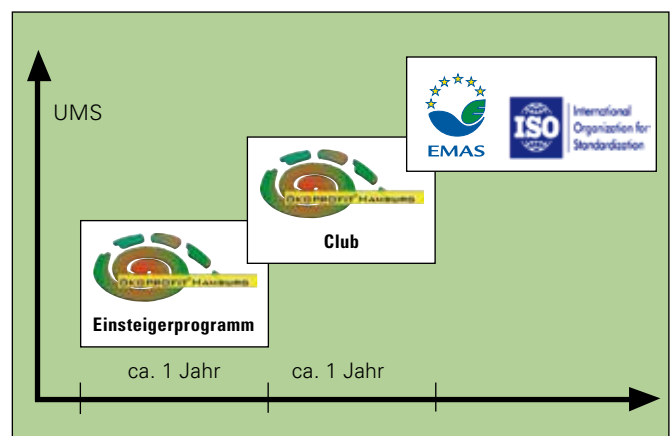 UMS
EMAS
ISO
International
Organization for
Standardization
ÖKOPROFIT HAMBURG
Club
ÖKOPROFIT HAMBURG
Einsteigerprogramm
ca. 1 Jahr
ca. 1 Jahr